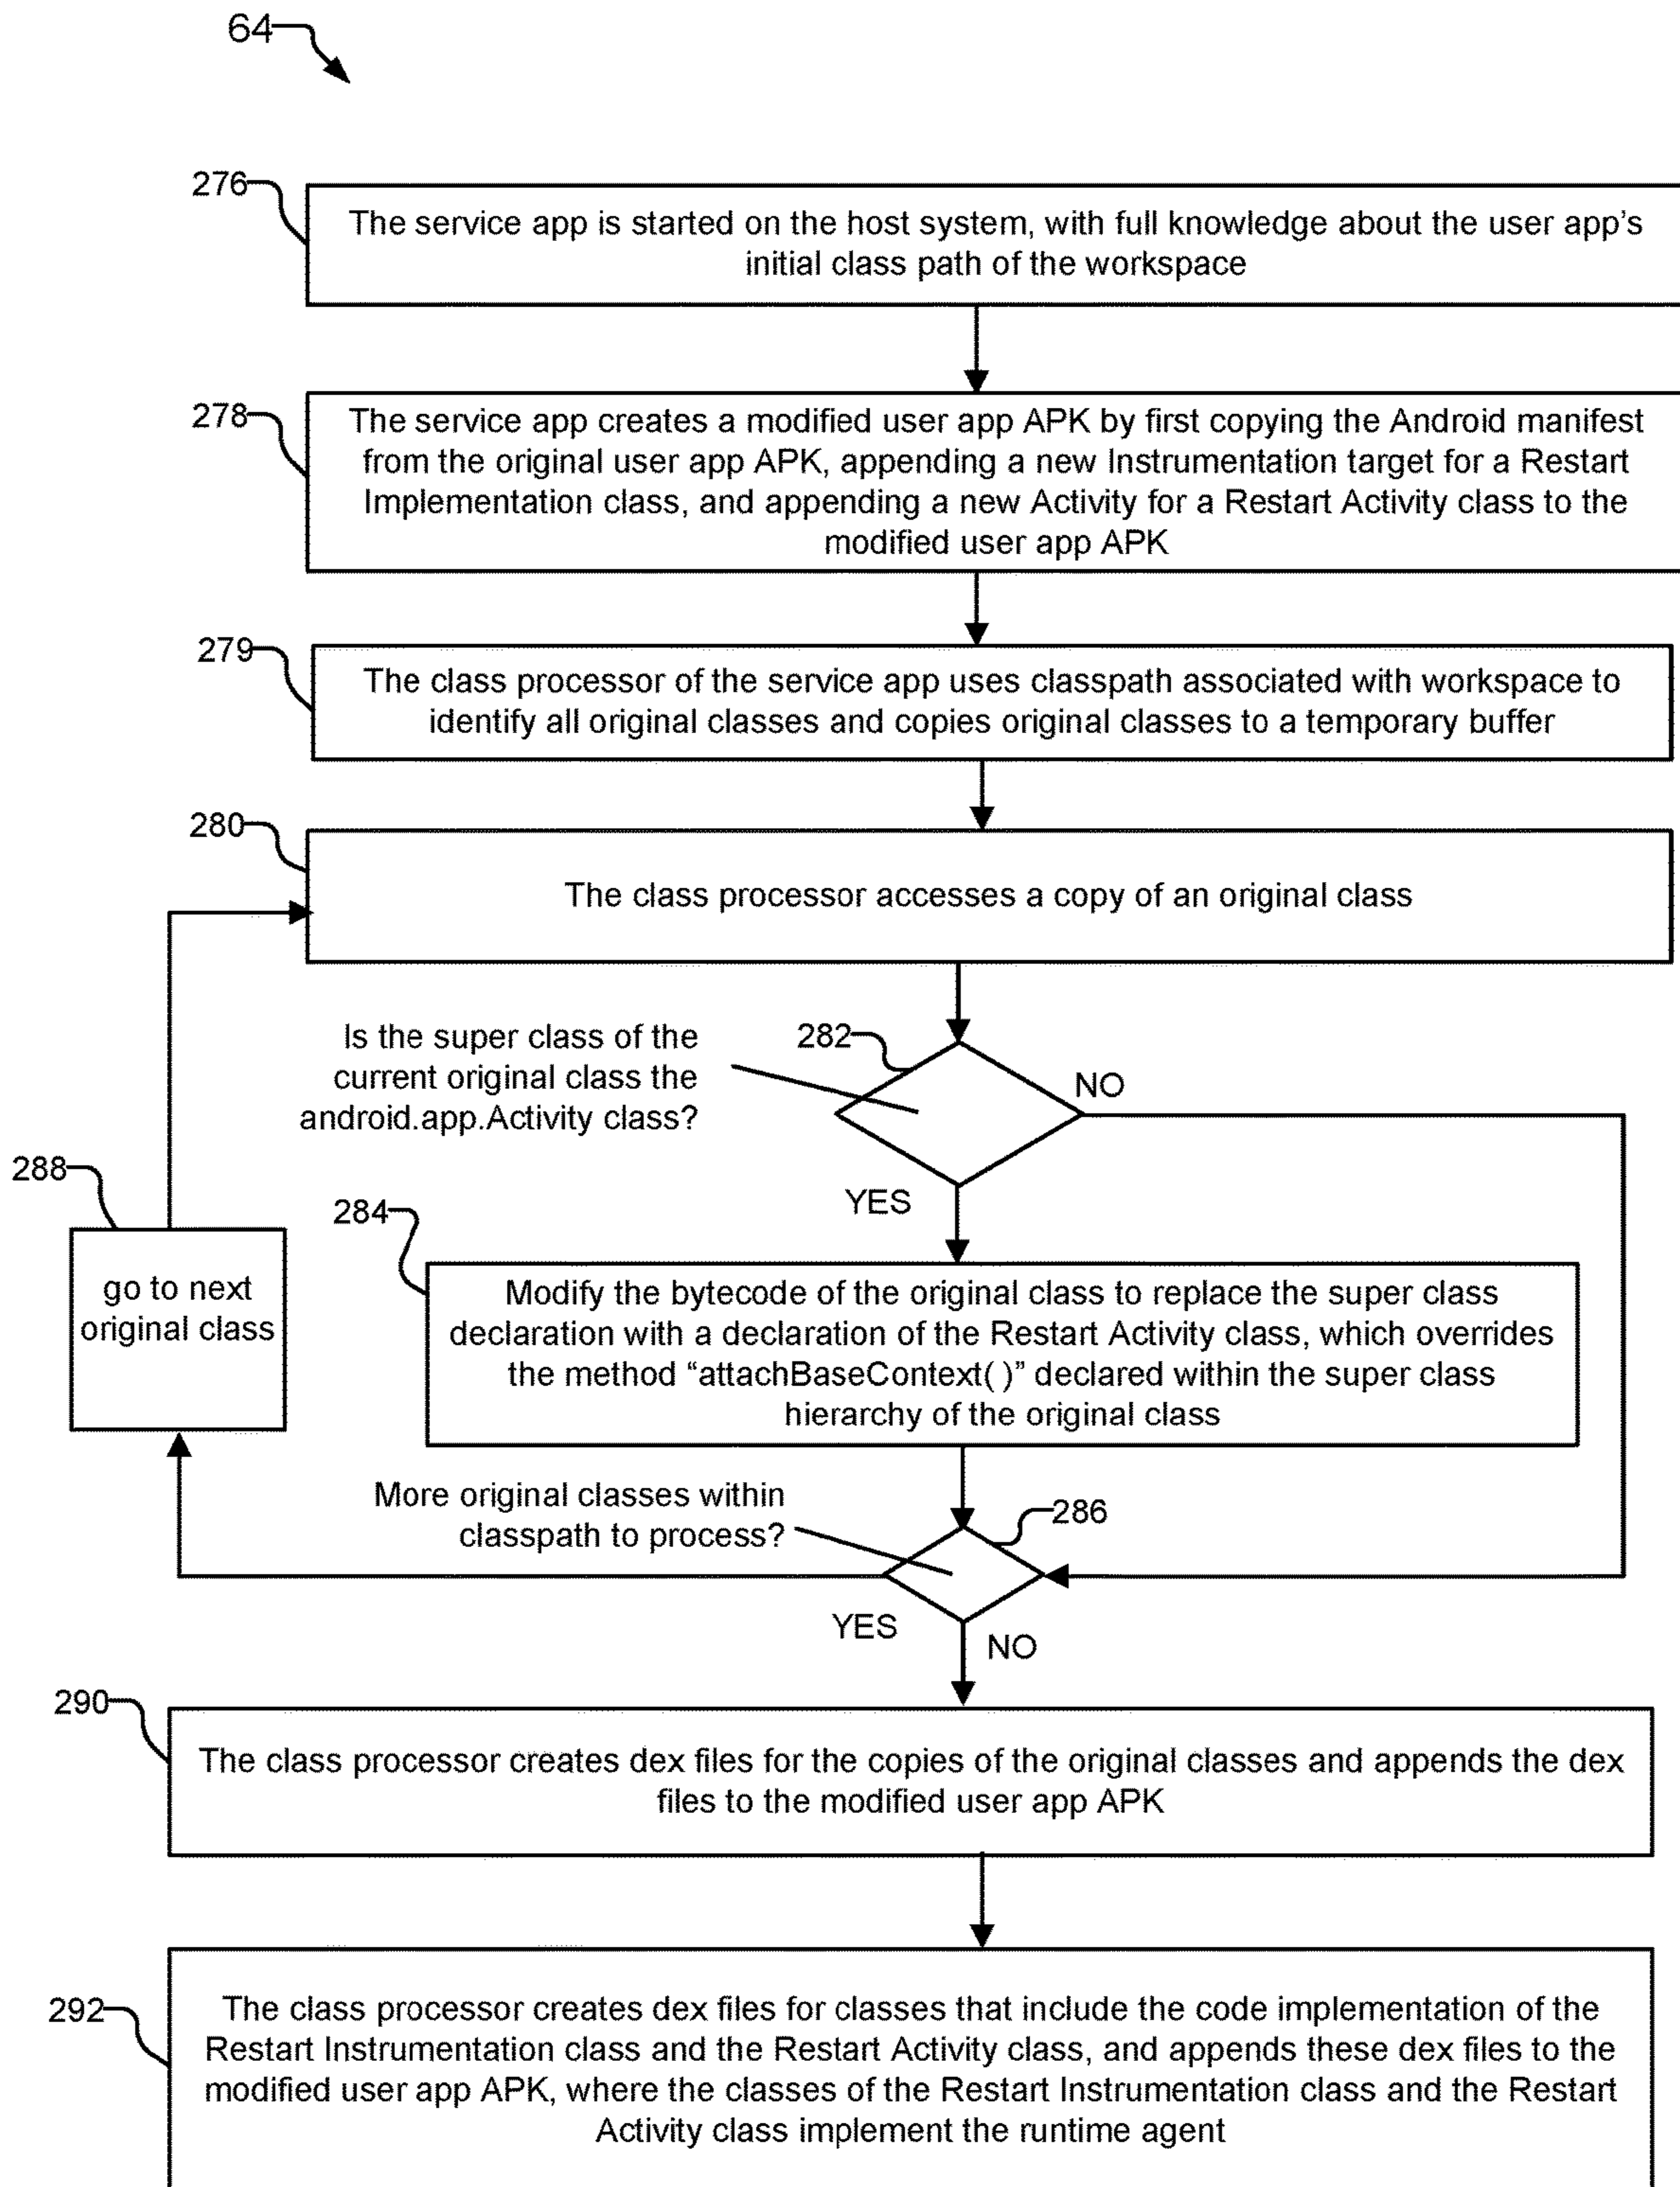 64
276
The service app is started on the host system, with full knowledge about the user app's
initial class path of the workspace
278
The service app creates a modified user app APK by first copying the Android manifest
from the original user app APK, appending a new Instrumentation target for a Restart
Implementation class, and appending a new Activity for a Restart Activity class to the
modified user app APK
279
The class processor of the service app uses classpath associated with workspace to
identify all original classes and copies original classes to a temporary buffer
280
The class processor accesses a copy of an original class
Is the super class of the
current original class the
android.app.Activity class?
282
NO
YES
288
go to next
original class
284
Modify the bytecode of the original class to replace the super class
declaration with a declaration of the Restart Activity class, which overrides
the method “attachBaseContext( )” declared within the super class
hierarchy of the original class
More original classes within
classpath to process?
286
YES
NO
290
The class processor creates dex files for the copies of the original classes and appends the dex
files to the modified user app APK
292
The class processor creates dex files for classes that include the code implementation of the
Restart Instrumentation class and the Restart Activity class, and appends these dex files to the
modified user app APK, where the classes of the Restart Instrumentation class and the Restart
Activity class implement the runtime agent